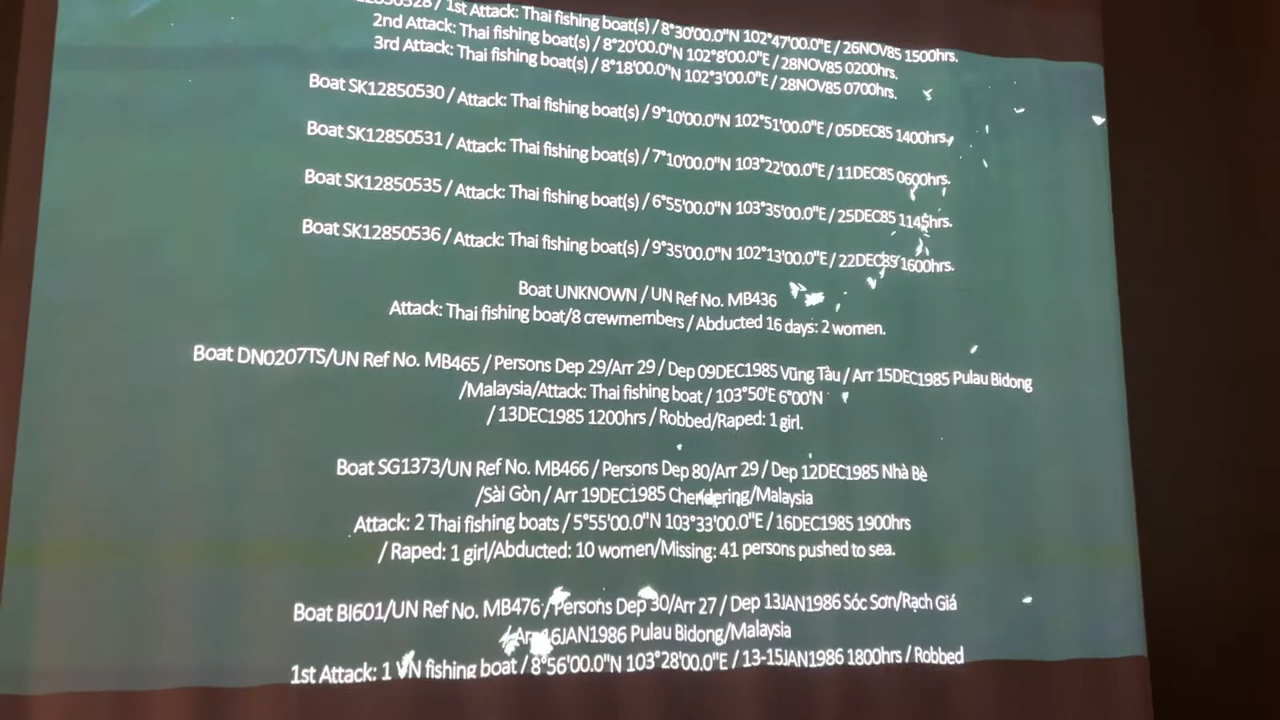 1st Attack: Thai fishing boat(s) / 8°30'00.0"N 102°47'00.0"E / 26NOV85 1500hrs.
2nd Attack: Thai fishing boat(s) / 8°20'00.0"N 102°8'00.0"E / 28NOV85 0200hrs.
3rd Attack: Thai fishing boat(s) / 8°18'00.0"N 102°3'00.0"E / 28NOV85 0700hrs.
Boat SK12850530 / Attack: Thai fishing boat(s) / 9°10'00.0"N 102°51'00.0"E / 05DEC85 1400hrs.
Boat SK12850531 / Attack: Thai fishing boat(s) / 7°10'00.0"N 103°22'00.0"E / 11DEC85 0600hrs.
Boat SK12850535 / Attack: Thai fishing boat(s) / 6°55'00.0"N 103°35'00.0"E / 25DEC85 1145hrs.
Boat SK12850536 / Attack: Thai fishing boat(s) / 9°35'00.0"N 102°13'00.0"E / 22DEC85 1600hrs.
Boat UNKNOWN / UN Ref No. MB436
Attack: Thai fishing boat/8 crewmembers / Abducted 16 days: 2 women.
Boat DN0207TS/UN Ref No. MB465 / Persons Dep 29/Arr 29 / Dep 09DEC1985 Vũng Tàu / Arr 15DEC1985 Pulau Bidong
/Malaysia/Attack: Thai fishing boat / 103°50'E 6°00'N
/ 13DEC1985 1200hrs / Robbed/Raped: 1 girl.
Boat SG1373/UN Ref No. MB466 / Persons Dep 80/Arr 29 / Dep 12DEC1985 Nhà Bè
/Sài Gòn / Arr 19DEC1985 Chendering/Malaysia
Attack: 2 Thai fishing boats / 5°55'00.0"N 103°33'00.0"E / 16DEC1985 1900hrs
/ Raped: 1 girl/Abducted: 10 women/Missing: 41 persons pushed to sea.
Boat BI601/UN Ref No. MB476 / Persons Dep 30/Arr 27 / Dep 13JAN1986 Sóc Sơn/Rạch Giá
/Arr 16JAN1986 Pulau Bidong/Malaysia
1st Attack: 1 VN fishing boat / 8°56'00.0"N 103°28'00.0"E / 13-15JAN1986 1800hrs / Robbed